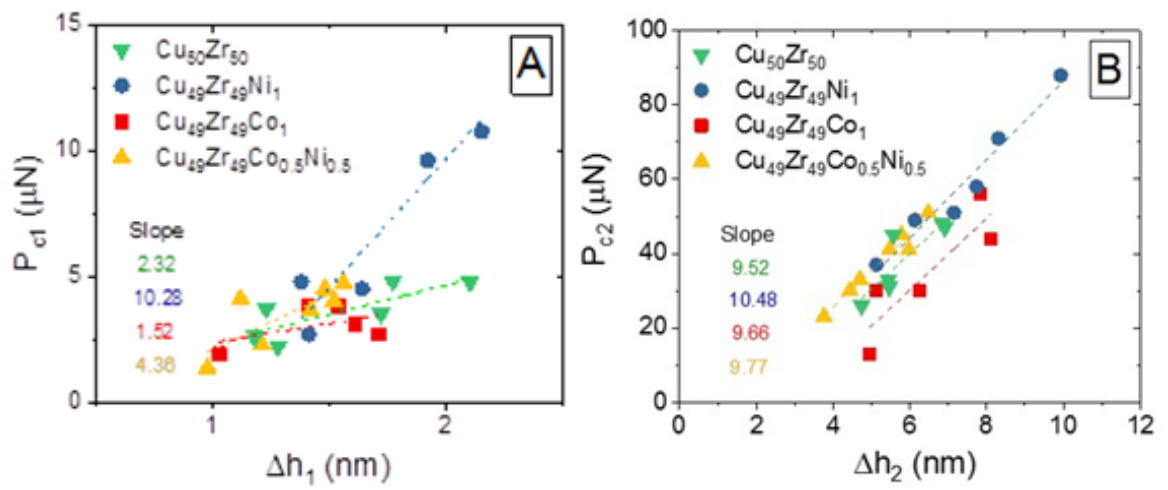 A
Cu50Zr50
Cu49Zr49Ni1
Cu49Zr49Co1
Cu49Zr49Co0.5Ni0.5
Slope
2.32
10.28
1.52
4.36
15
10
5
0
Pc1 (μN)
1
2
Δh1 (nm)
B
Cu50Zr50
Cu49Zr49Ni1
Cu49Zr49Co1
Cu49Zr49Co0.5Ni0.5
Slope
9.52
10.48
9.66
9.77
100
80
60
40
20
0
Pc2 (μN)
0 2 4 6 8 10 12
Δh2 (nm)